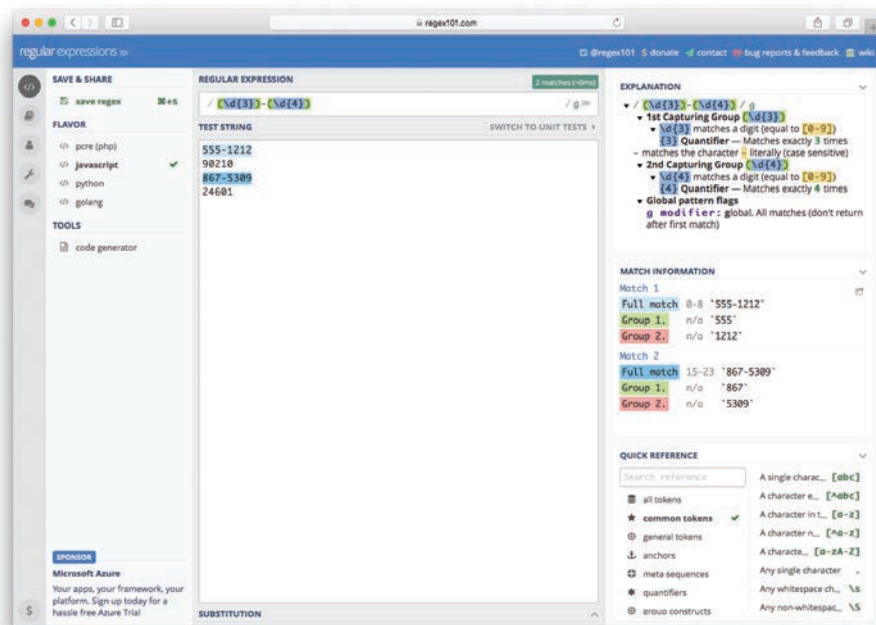 regex101.com
regular expressions 101
@regex101 $ donate contact bug reports & feedback wiki
SAVE & SHARE
save regex ⌘+S
FLAVOR
</> pcre (php)
</> javascript
</> python
</> golang
TOOLS
code generator
SPONSOR
Microsoft Azure
Your apps, your framework, your
platform. Sign up today for a
hassle free Azure Trial
$
REGULAR EXPRESSION
2 matches (~0ms)
/ (\d{3})-(\d{4}) / g
TEST STRING
SWITCH TO UNIT TESTS
555-1212
90210
867-5309
24601
SUBSTITUTION
EXPLANATION
/ (\d{3})-(\d{4}) / g
1st Capturing Group (\d{3})
\d{3} matches a digit (equal to [0-9])
{3} Quantifier — Matches exactly 3 times
- matches the character - literally (case sensitive)
2nd Capturing Group (\d{4})
\d{4} matches a digit (equal to [0-9])
{4} Quantifier — Matches exactly 4 times
Global pattern flags
g modifier: global. All matches (don't return
after first match)
MATCH INFORMATION
Match 1
Full match 0-8 `555-1212`
Group 1. n/a `555`
Group 2. n/a `1212`
Match 2
Full match 15-23 `867-5309`
Group 1. n/a `867`
Group 2. n/a `5309`
QUICK REFERENCE
Search reference
all tokens
common tokens
general tokens
anchors
meta sequences
quantifiers
group constructs
A single charac... [abc]
A character e... [^abc]
A character in t... [a-z]
A character n... [^a-z]
A characte... [a-zA-Z]
Any single character .
Any whitespace ch... \s
Any non-whitespac... \S